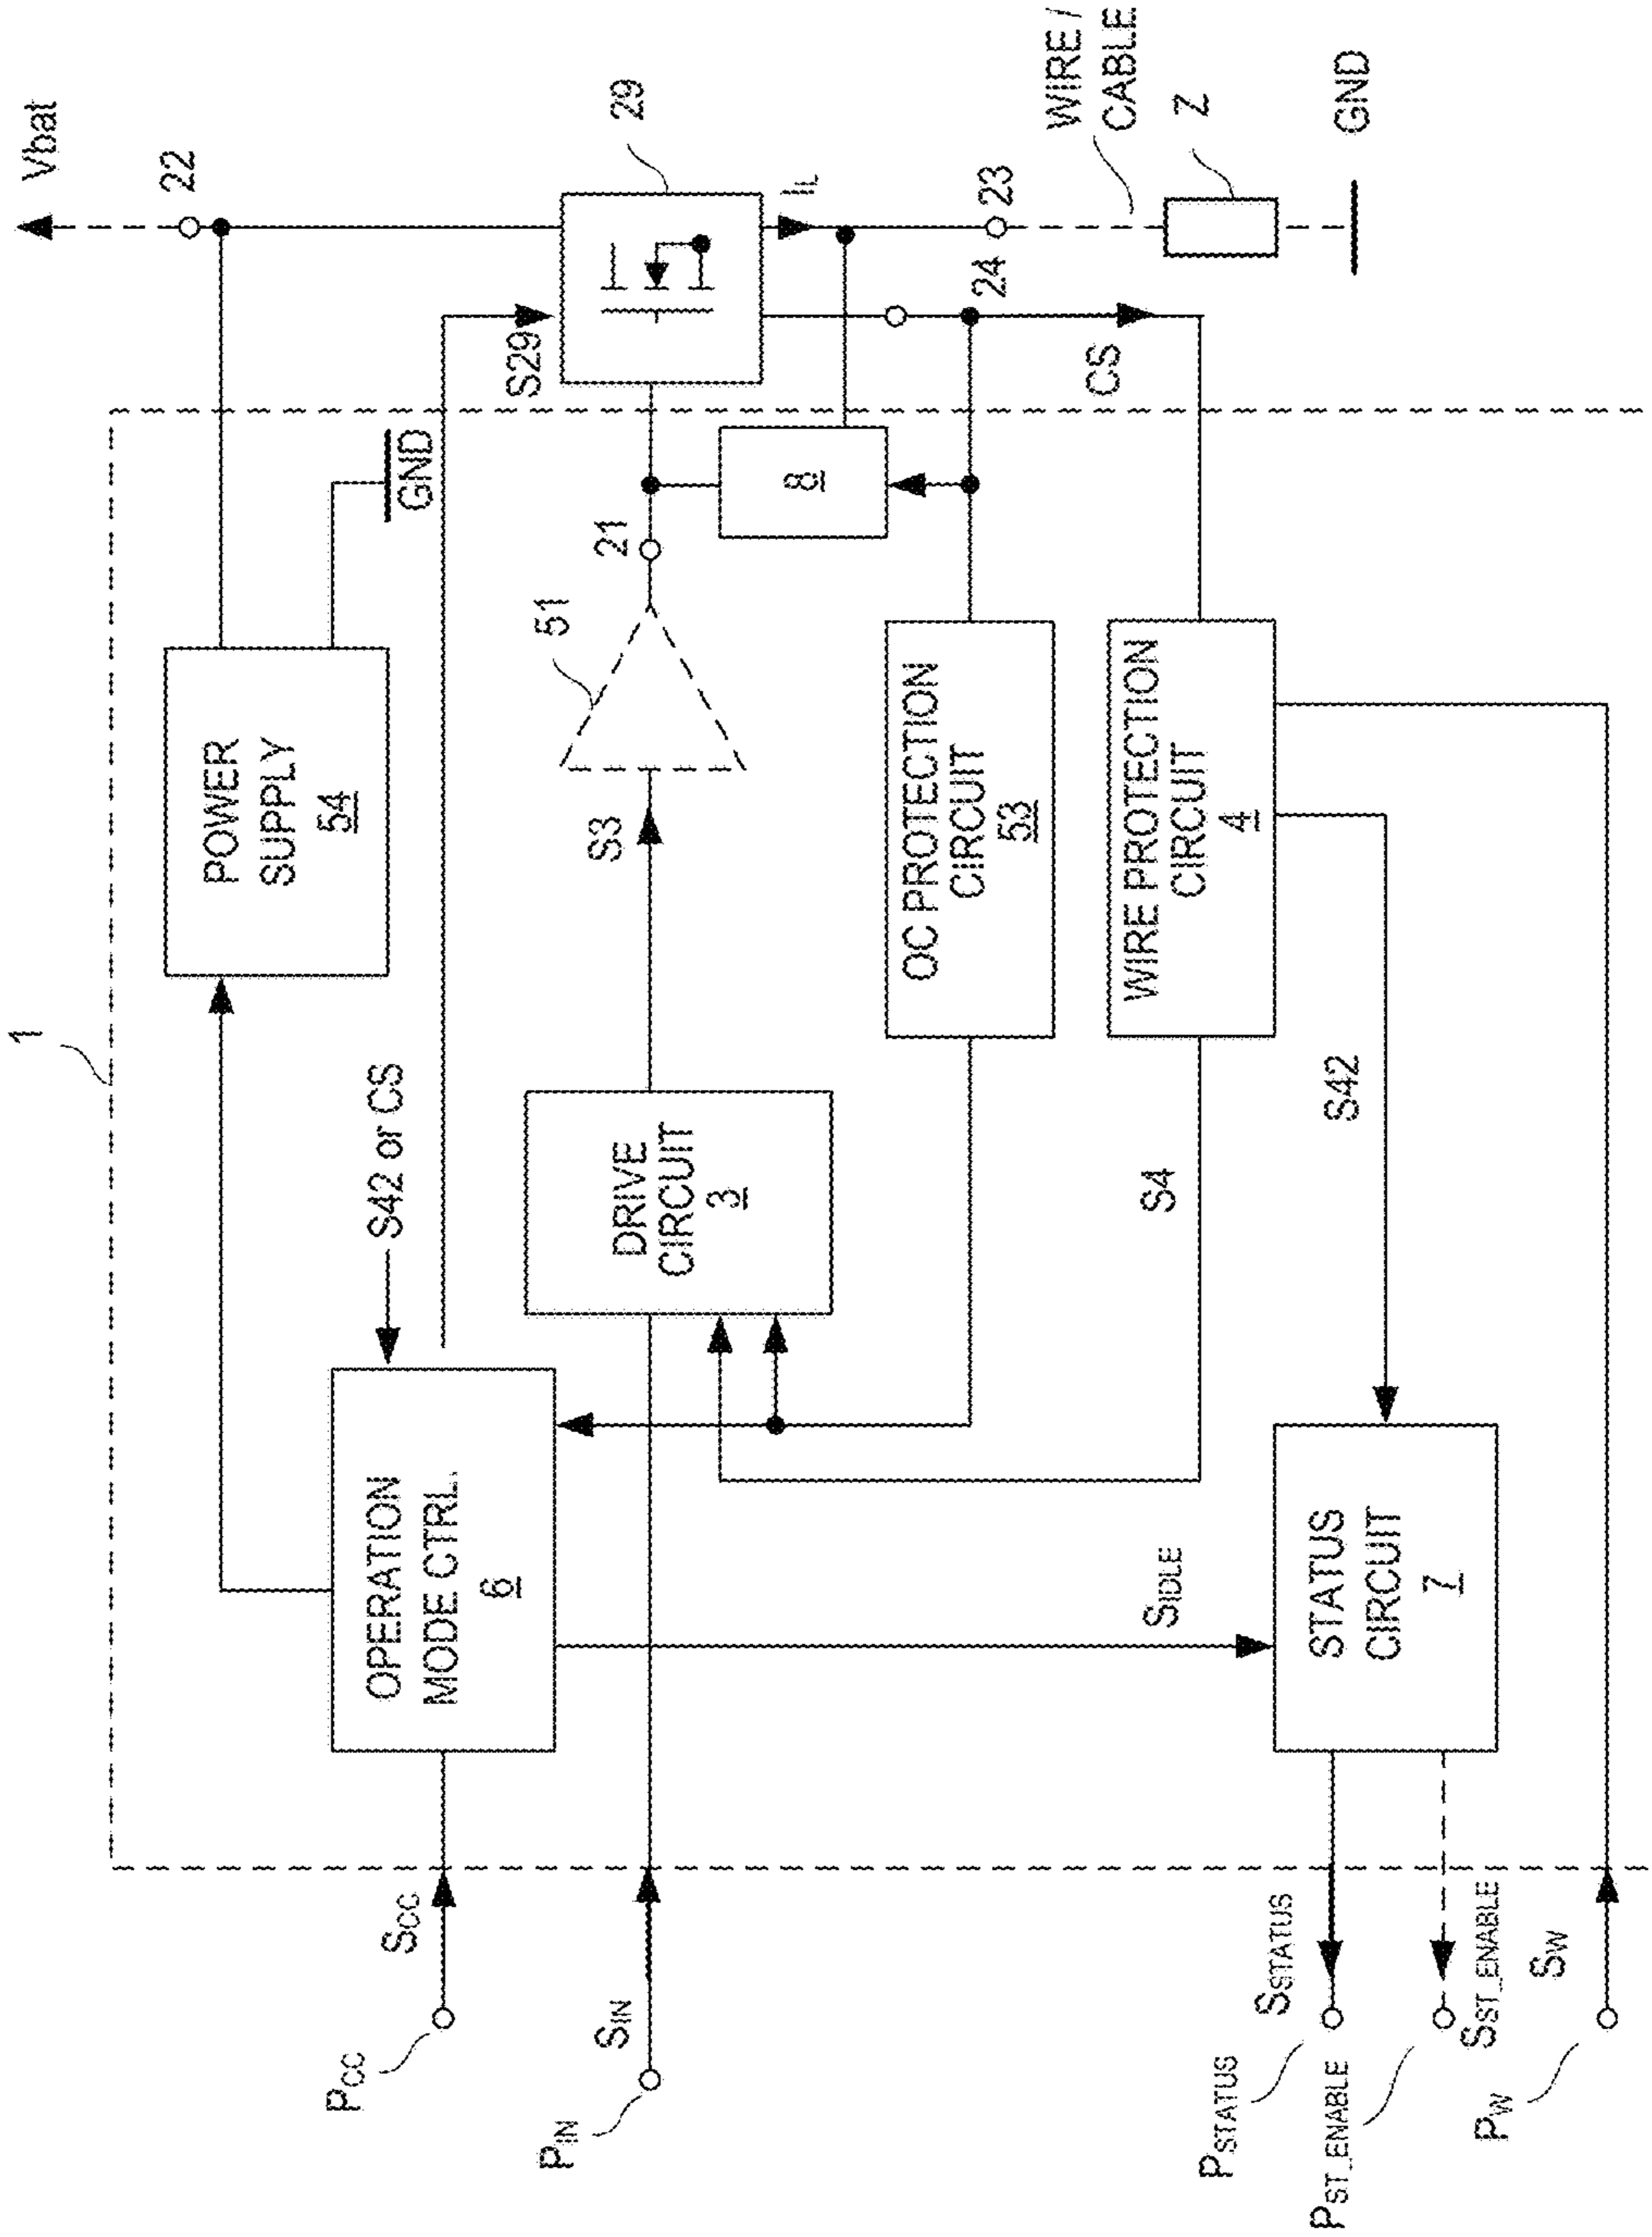 1
Vbat
22
POWER
SUPPLY
54
GND
S42 or CS
S29
29
OPERATION
MODE CTRL.
6
PCC
SCC
DRIVE
CIRCUIT
3
S3
51
21
8
IL
23
24
WIRE /
CABLE
Z
GND
CS
PIN
SIN
OC PROTECTION
CIRCUIT
53
WIRE PROTECTION
CIRCUIT
4
S4
S42
SIDLE
STATUS
CIRCUIT
7
PSTATUS
SSTATUS
PST_ENABLE
SST_ENABLE
PW
SW